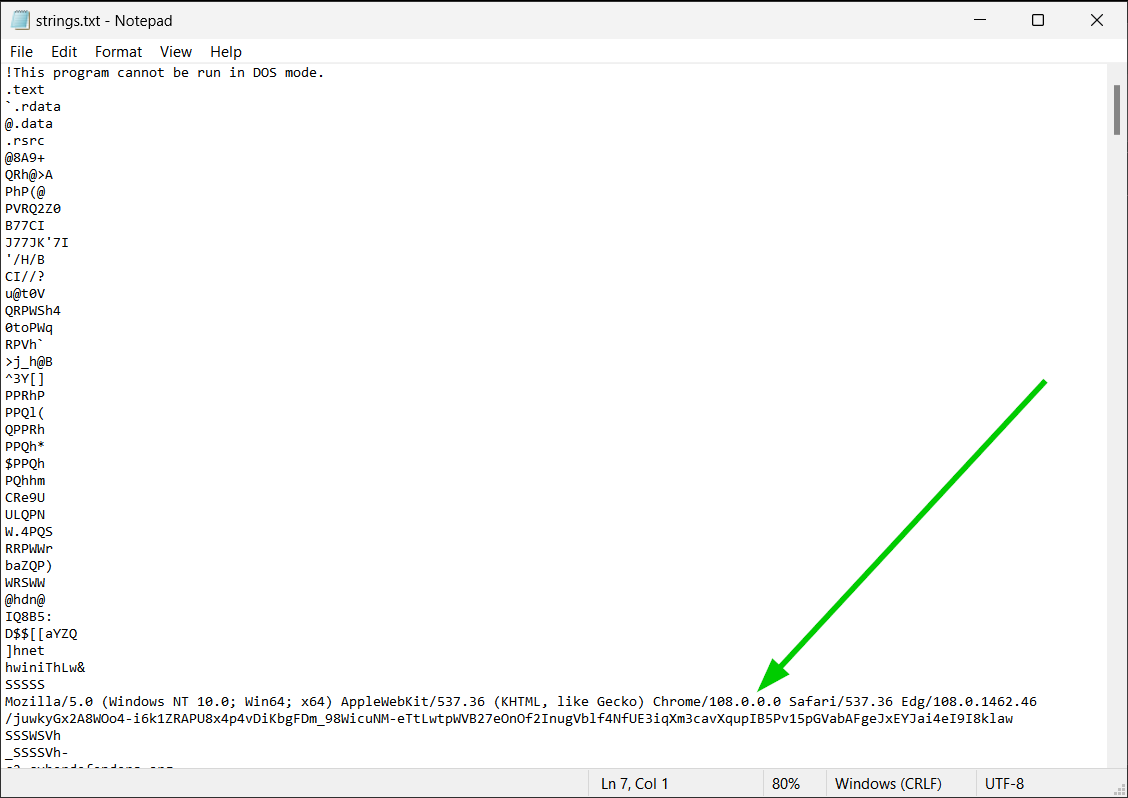 strings.txt - Notepad
File Edit Format View Help
!This program cannot be run in DOS mode.
.text
`.rdata
@.data
.rsrc
@8A9+
QRh@>A
PhP(@
PVRQ2Z0
B77CI
J77JK'7I
'/H/B
CI//?
u@t0V
QRPWSh4
0toPWq
RPVh`
>j_h@B
^3Y[]
PPRhP
PPQl(
QPPRh
PPQh*
$PPQh
PQhhm
CRe9U
ULQPN
W.4PQS
RRPWWr
baZQP)
WRSWW
@hdn@
IQ8B5:
D$$[[aYZQ
]hnet
hwiniThLw&
SSSSS
Mozilla/5.0 (Windows NT 10.0; Win64; x64) AppleWebKit/537.36 (KHTML, like Gecko) Chrome/108.0.0.0 Safari/537.36 Edg/108.0.1462.46
/juwkyGx2A8WOo4-i6k1ZRAPU8x4p4vDiKbgFDm_98WicuNM-eTtLwtpWVB27eOnOf2InugVblf4NfUE3iqXm3cavXqupIB5Pv15pGVabAFgeJxEYJai4eI9I8klaw
SSSWSVh
_SSSSVh-
Ln 7, Col 1 80% Windows (CRLF) UTF-8